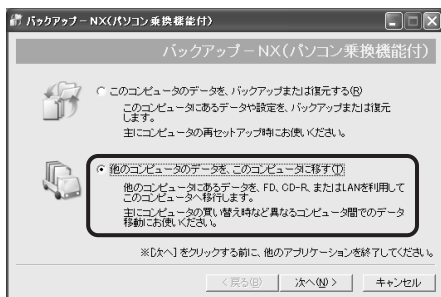 バックアップ－NX(パソコン乗換機能付)
バックアップ－NX(パソコン乗換機能付)
このコンピュータのデータを、バックアップまたは復元する(R)
このコンピュータにあるデータや設定を、バックアップまたは復元
します。
主にコンピュータの再セットアップ時にお使いください。
他のコンピュータのデータを、このコンピュータに移す(T)
他のコンピュータにあるデータを、FD、CD-R、またはLANを利用して
このコンピュータへ移行します。
主にコンピュータの買い替え時など異なるコンピュータ間でのデータ
移動にお使いください。
※[次へ] をクリックする前に、他のアプリケーションを終了してください。
< 戻る(B)
次へ(N) >
キャンセル